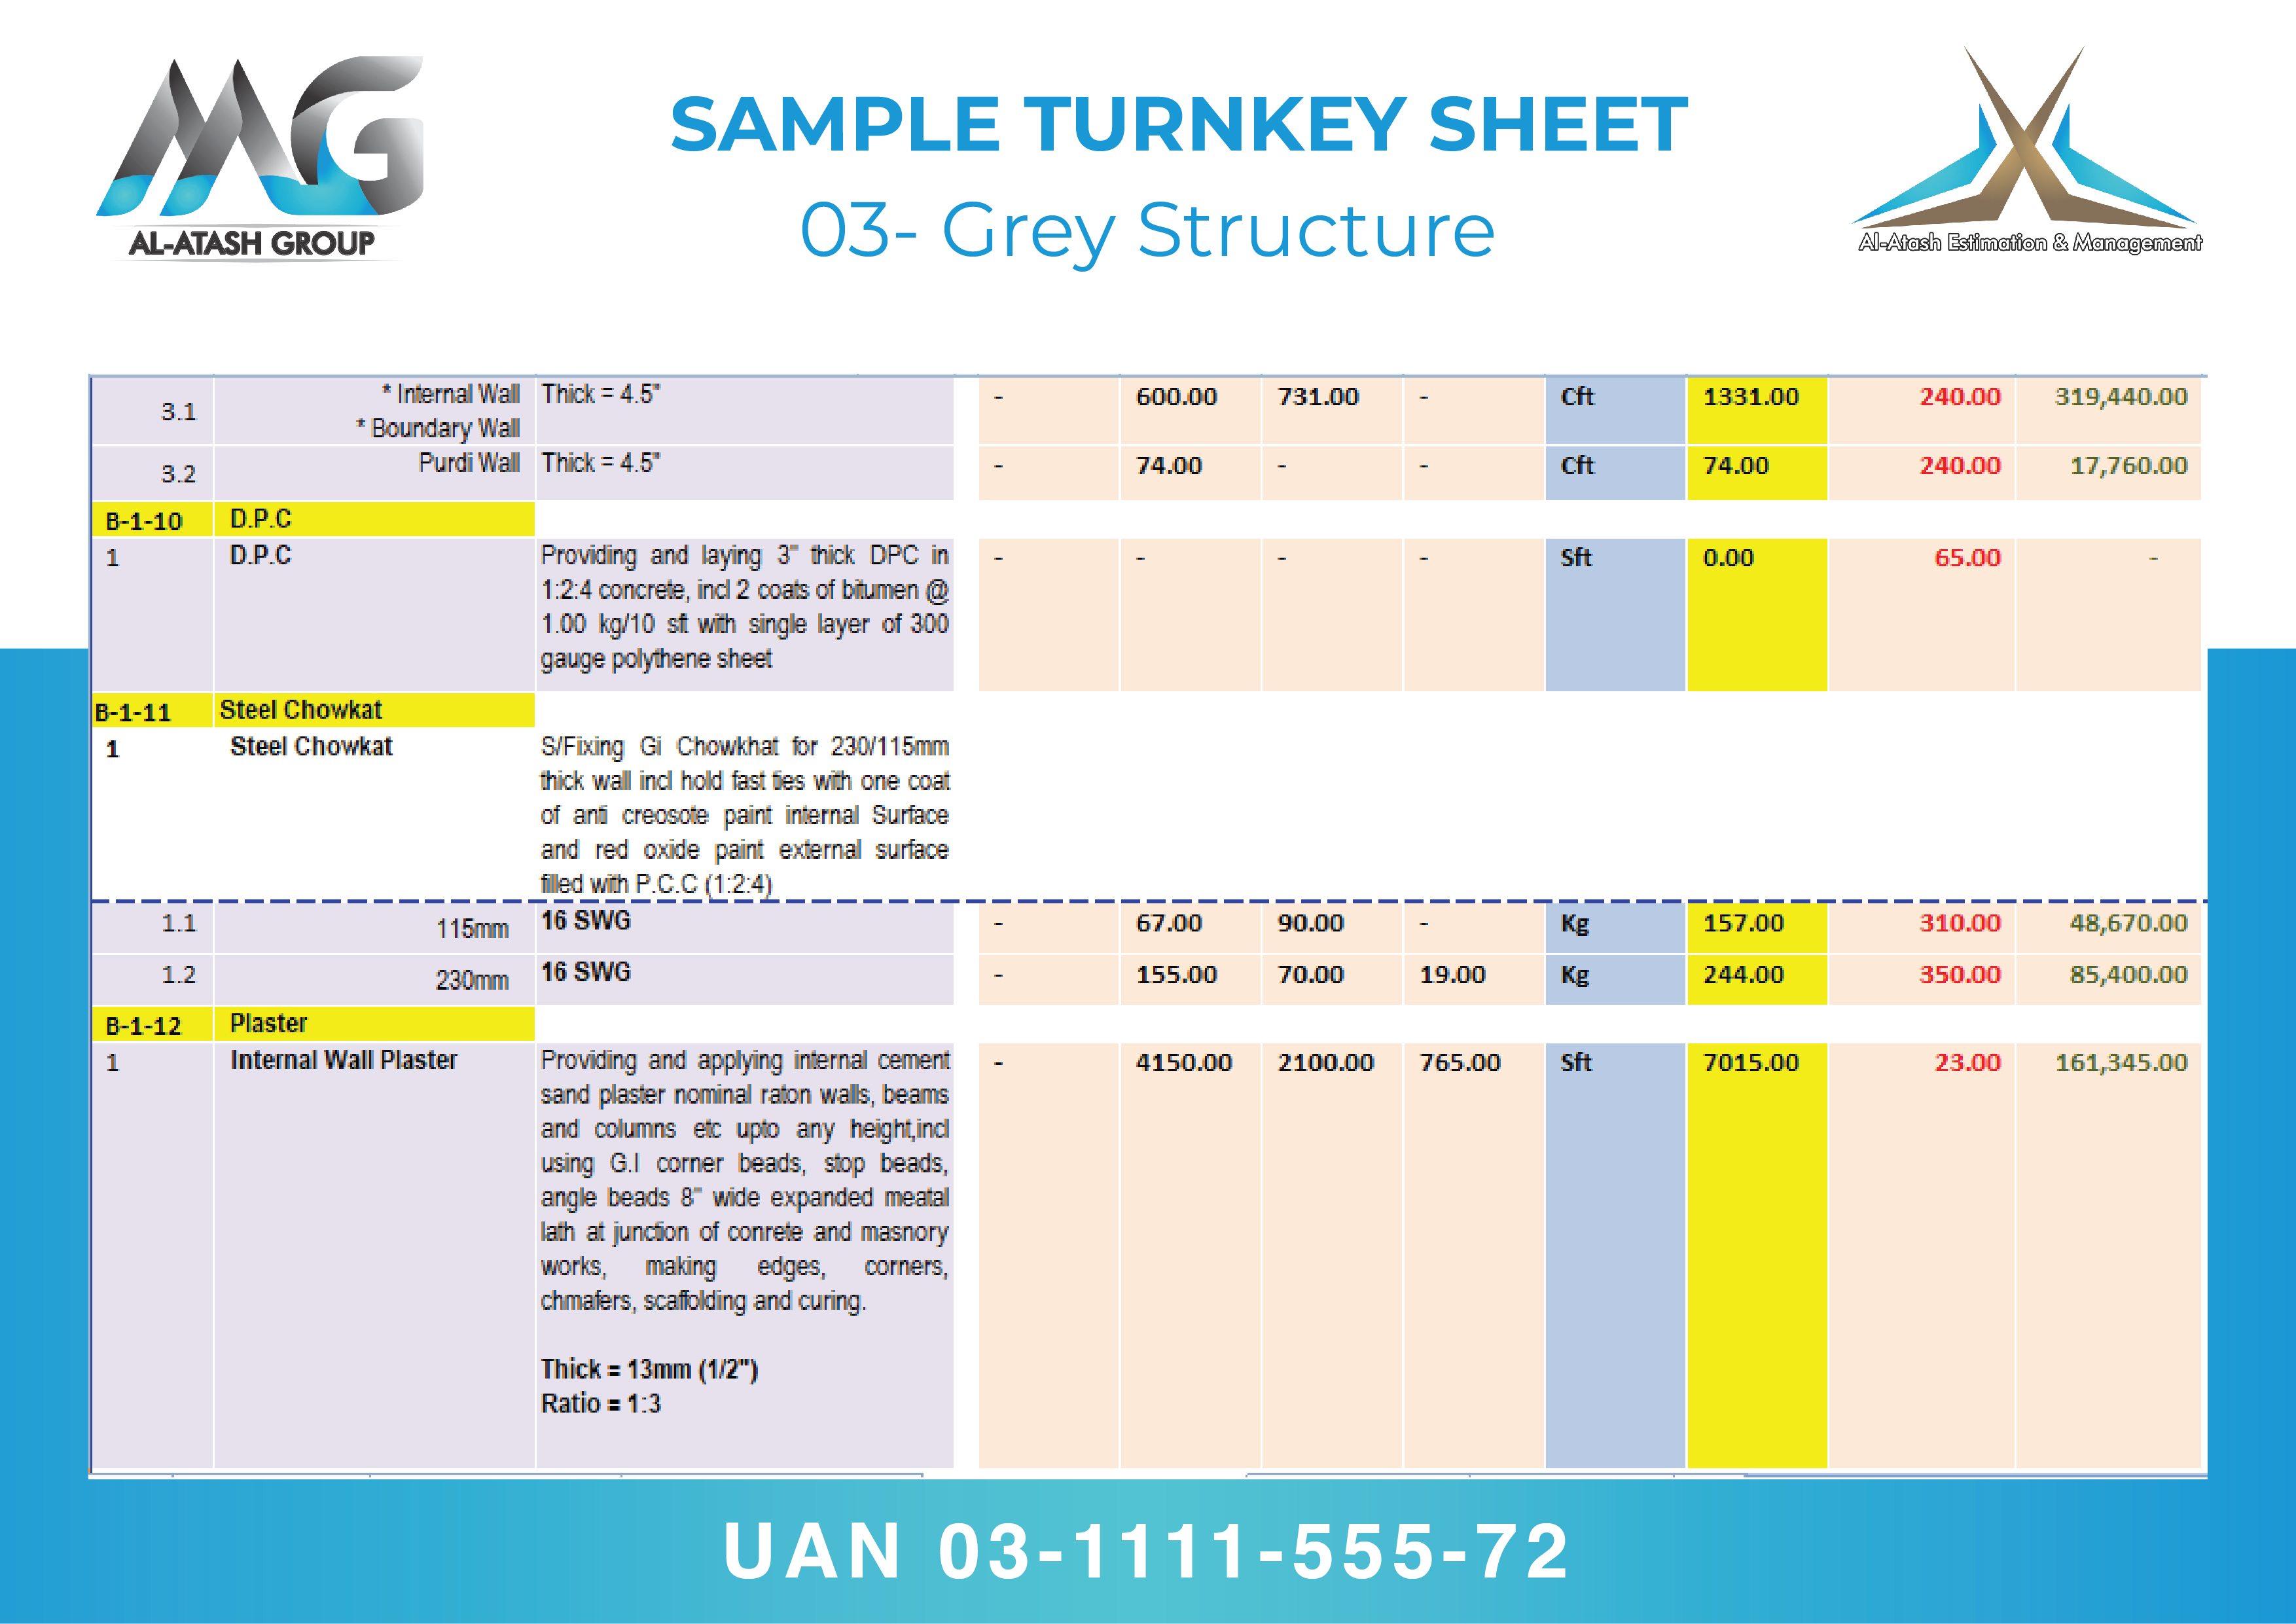 AL-ATASH GROUP
SAMPLE TURNKEY SHEET
03- Grey Structure
Al-Atash Estimation & Management
3.1 * Internal Wall Thick = 4.5" - 600.00 731.00 - Cft 1331.00 240.00 319,440.00
* Boundary Wall
3.2 Purdi Wall Thick = 4.5" - 74.00 - - Cft 74.00 240.00 17,760.00
B-1-10 D.P.C
1 D.P.C Providing and laying 3" thick DPC in - - - - Sft 0.00 65.00 -
1:2:4 concrete, incl 2 coats of bitumen @
1.00 kg/10 sft with single layer of 300
gauge polythene sheet
B-1-11 Steel Chowkat
1 Steel Chowkat S/Fixing Gi Chowkhat for 230/115mm
thick wall incl hold fast ties with one coat
of anti creosote paint internal Surface
and red oxide paint external surface
filled with P.C.C (1:2:4)
1.1 115mm 16 SWG - 67.00 90.00 - Kg 157.00 310.00 48,670.00
1.2 230mm 16 SWG - 155.00 70.00 19.00 Kg 244.00 350.00 85,400.00
B-1-12 Plaster
1 Internal Wall Plaster Providing and applying internal cement - 4150.00 2100.00 765.00 Sft 7015.00 23.00 161,345.00
sand plaster nominal raton walls, beams
and columns etc upto any height,incl
using G.I corner beads, stop beads,
angle beads 8" wide expanded meatal
lath at junction of conrete and masnory
works, making edges, corners,
chmafers, scaffolding and curing.
Thick = 13mm (1/2")
Ratio = 1:3
UAN 03-1111-555-72